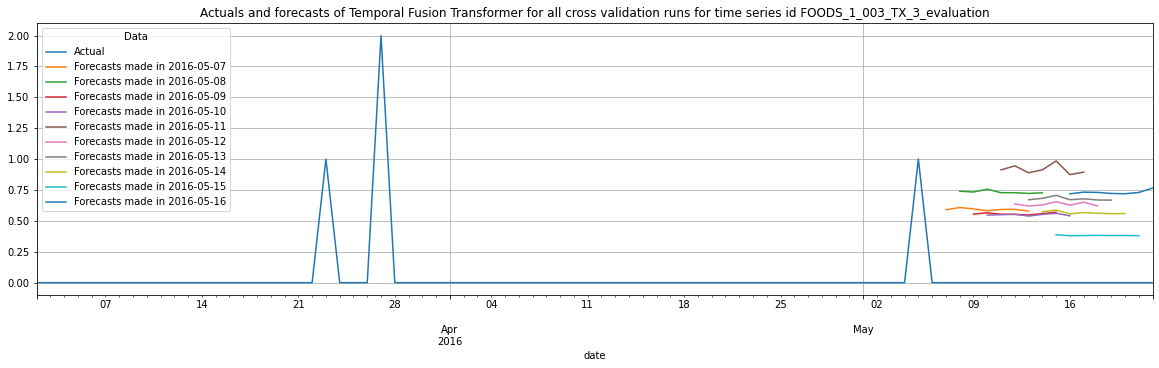 Actuals and forecasts of Temporal Fusion Transformer for all cross validation runs for time series id FOODS_1_003_TX_3_evaluation
Data
Actual
Forecasts made in 2016-05-07
Forecasts made in 2016-05-08
Forecasts made in 2016-05-09
Forecasts made in 2016-05-10
Forecasts made in 2016-05-11
Forecasts made in 2016-05-12
Forecasts made in 2016-05-13
Forecasts made in 2016-05-14
Forecasts made in 2016-05-15
Forecasts made in 2016-05-16
2.00
1.75
1.50
1.25
1.00
0.75
0.50
0.25
0.00
07 14 21 28 04 11 18 25 02 09 16
Apr May
2016
date